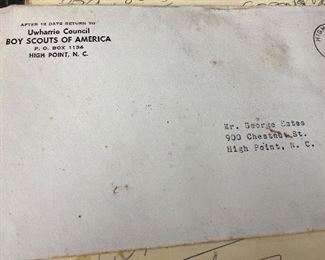 AFTER 10 DAYS RETURN TO
Uwharrie Council
BOY SCOUTS OF AMERICA
P. O. BOX 1134
HIGH POINT, N. C.
HIGH
Mr. George Estes
900 Chestnut St.
High Point, N. C.